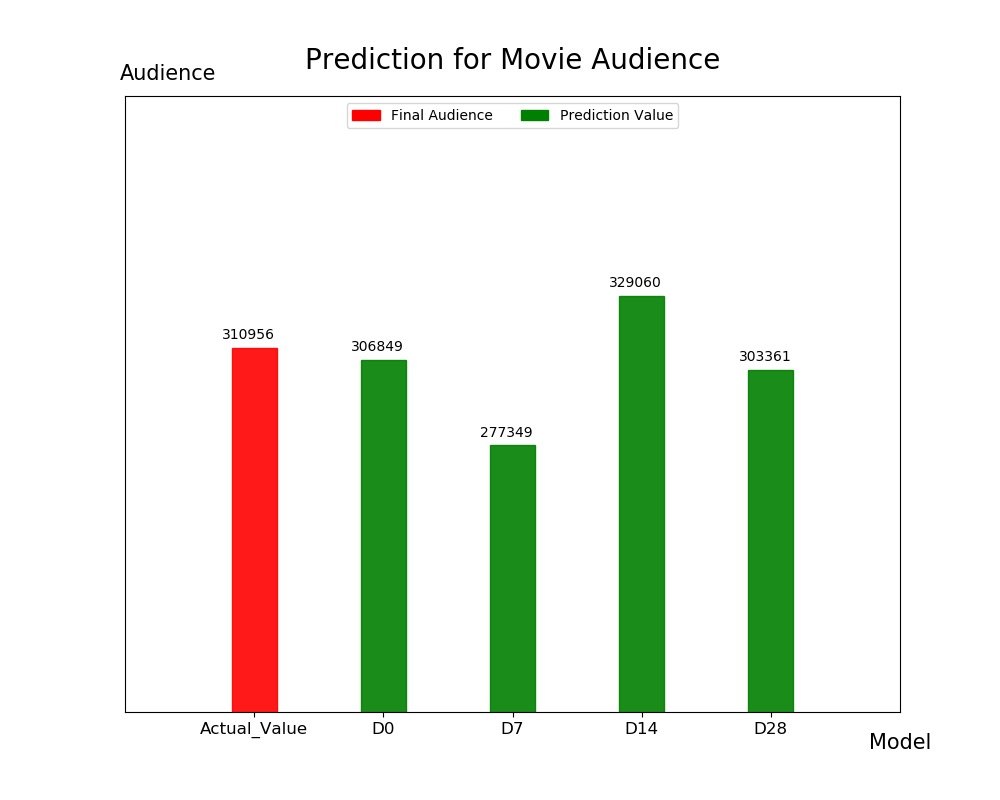 Prediction for Movie Audience
Audience
Final Audience Prediction Value
329060
310956
306849
303361
277349
Actual_Value D0 D7 D14 D28
Model